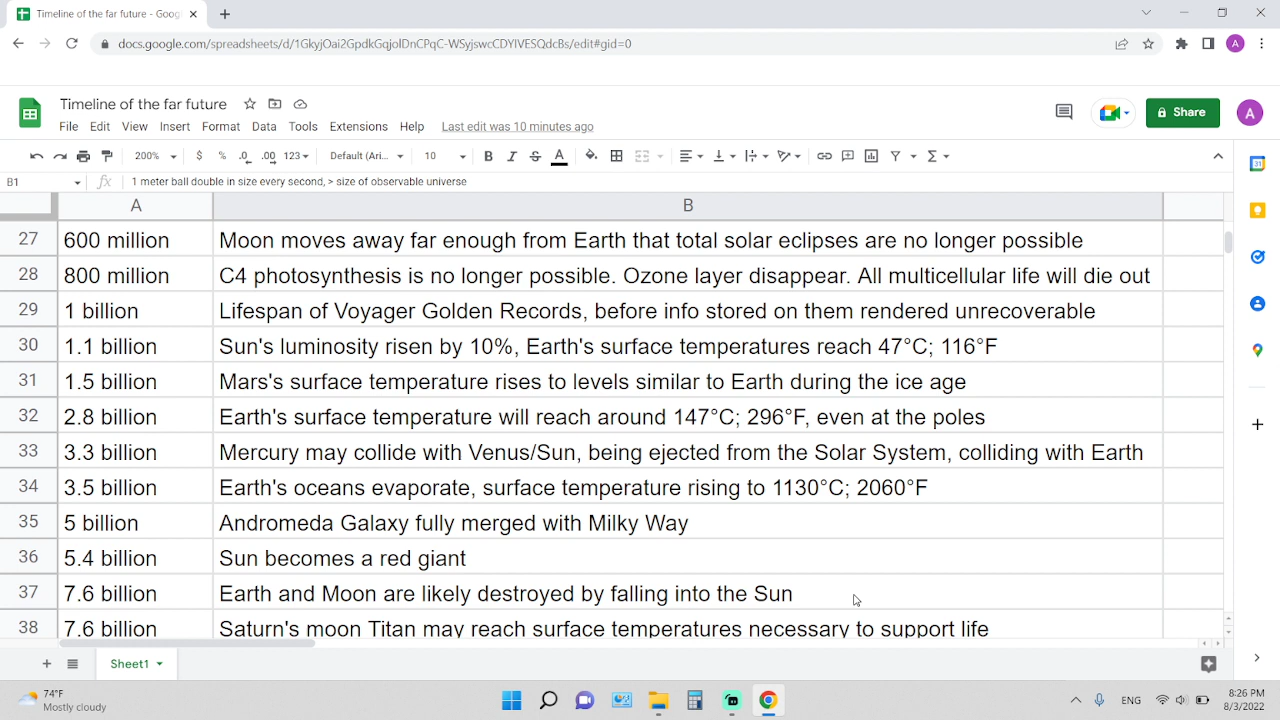 Timeline of the far future - Goog
docs.google.com/spreadsheets/d/1GkyjOai2GpdkGqjolDnCPqC-WSyjswcCDYIVESQdcBs/edit#gid=0
A
Timeline of the far future
File Edit View Insert Format Data Tools Extensions Help Last edit was 10 minutes ago
Share
A
200% $ % .0 .00 123 Default (Ari... 10 B I S A
B1 fx 1 meter ball double in size every second, > size of observable universe
A B
27 600 million Moon moves away far enough from Earth that total solar eclipses are no longer possible
28 800 million C4 photosynthesis is no longer possible. Ozone layer disappear. All multicellular life will die out
29 1 billion Lifespan of Voyager Golden Records, before info stored on them rendered unrecoverable
30 1.1 billion Sun's luminosity risen by 10%, Earth's surface temperatures reach 47°C; 116°F
31 1.5 billion Mars's surface temperature rises to levels similar to Earth during the ice age
32 2.8 billion Earth's surface temperature will reach around 147°C; 296°F, even at the poles
33 3.3 billion Mercury may collide with Venus/Sun, being ejected from the Solar System, colliding with Earth
34 3.5 billion Earth's oceans evaporate, surface temperature rising to 1130°C; 2060°F
35 5 billion Andromeda Galaxy fully merged with Milky Way
36 5.4 billion Sun becomes a red giant
37 7.6 billion Earth and Moon are likely destroyed by falling into the Sun
38 7.6 billion Saturn's moon Titan may reach surface temperatures necessary to support life
Sheet1
74°F
Mostly cloudy
ENG
8:26 PM
8/3/2022